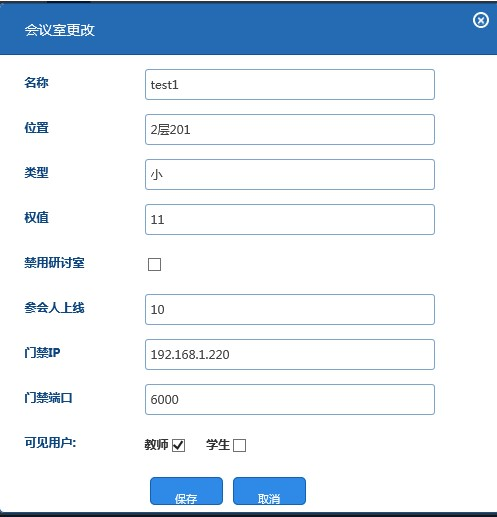 会议室更改
名称 test1
位置 2层201
类型 小
权值 11
禁用研讨室
参会人上线 10
门禁IP 192.168.1.220
门禁端口 6000
可见用户: 教师 学生
保存 取消